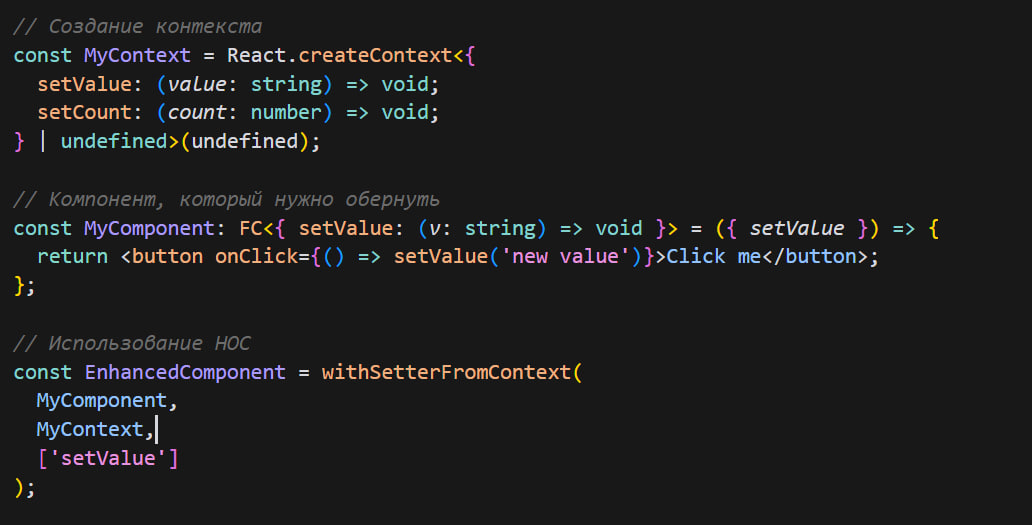 // Создание контекста
const MyContext = React.createContext<{
  setValue: (value: string) => void;
  setCount: (count: number) => void;
} | undefined>(undefined);

// Компонент, который нужно обернуть
const MyComponent: FC<{ setValue: (v: string) => void }> = ({ setValue }) => {
  return <button onClick={() => setValue('new value')}>Click me</button>;
};

// Использование HOC
const EnhancedComponent = withSetterFromContext(
  MyComponent,
  MyContext,
  ['setValue']
);